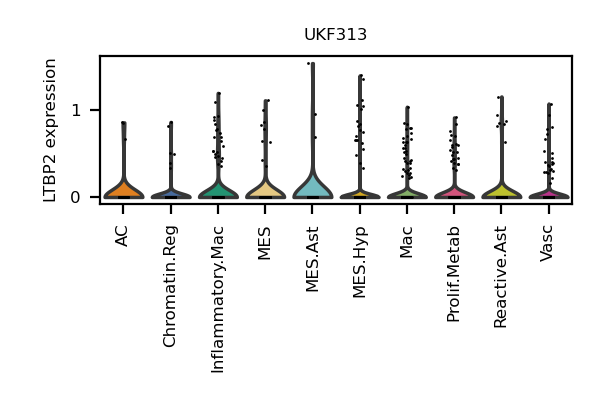 UKF313
LTBP2 expression
1
0
AC
Chromatin.Reg
Inflammatory.Mac
MES
MES.Ast
MES.Hyp
Mac
Prolif.Metab
Reactive.Ast
Vasc